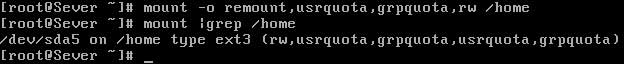 [root@Sever ~]# mount -o remount,usrquota,grpquota,rw /home
[root@Sever ~]# mount |grep /home
/dev/sda5 on /home type ext3 (rw,usrquota,grpquota,usrquota,grpquota)
[root@Sever ~]# _